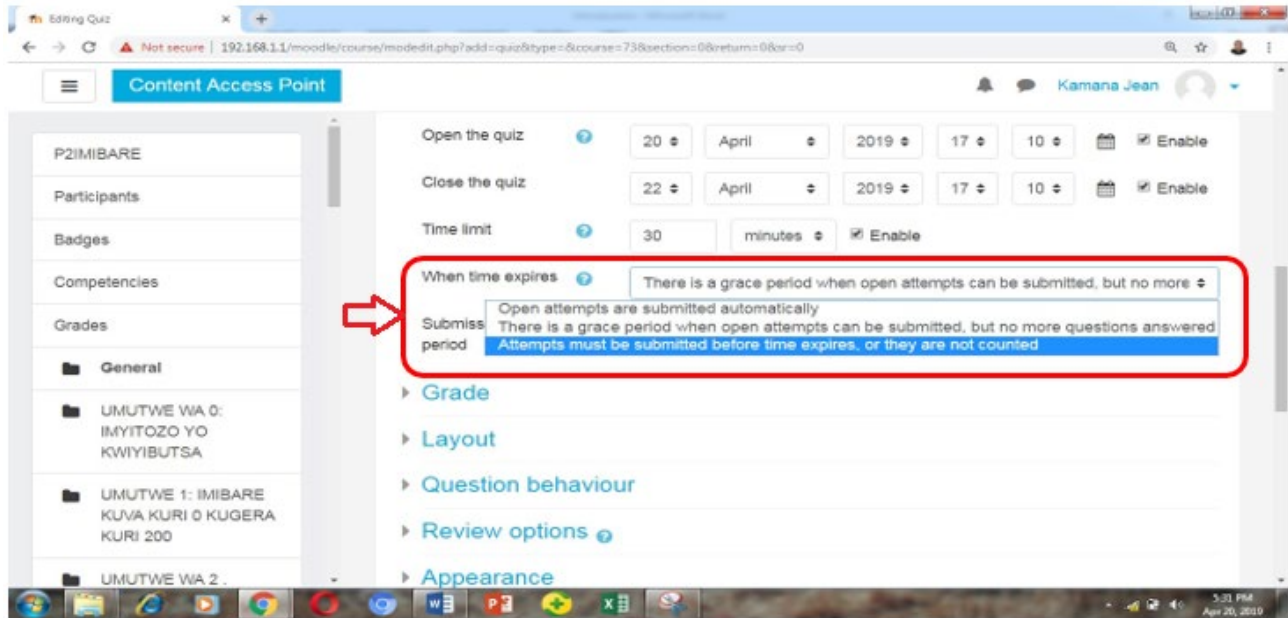 Editing Quiz
Not secure | 192.168.1.1/moodle/course/modedit.php?add=quiz&type=&course=73&section=0&return=0&sr=0
Content Access Point
Kamana Jean
P2IMIBARE
Participants
Badges
Competencies
Grades
General
UMUTWE WA 0:
IMYITOZO YO
KWIYIBUTSA
UMUTWE 1: IMIBARE
KUVA KURI 0 KUGERA
KURI 200
UMUTWE WA 2 .
Open the quiz 20 April 2019 17 10 Enable
Close the quiz 22 April 2019 17 10 Enable
Time limit 30 minutes Enable
When time expires There is a grace period when open attempts can be submitted, but no more
Open attempts are submitted automatically
Submiss There is a grace period when open attempts can be submitted, but no more questions answered
period Attempts must be submitted before time expires, or they are not counted
Grade
Layout
Question behaviour
Review options
Appearance
5:31 PM
Apr 20, 2019